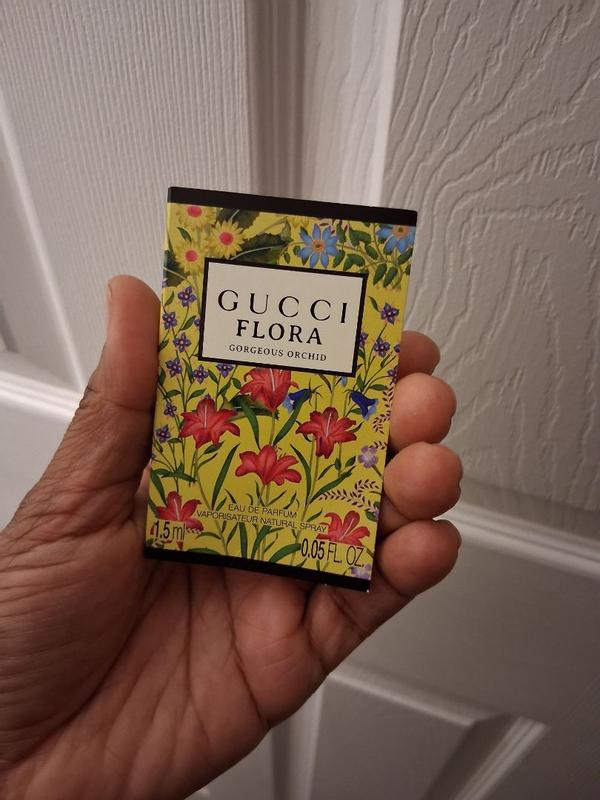 GUCCI
FLORA
GORGEOUS ORCHID
EAU DE PARFUM
VAPORISATEUR NATURAL SPRAY
1.5 ml
0.05 FL. OZ.